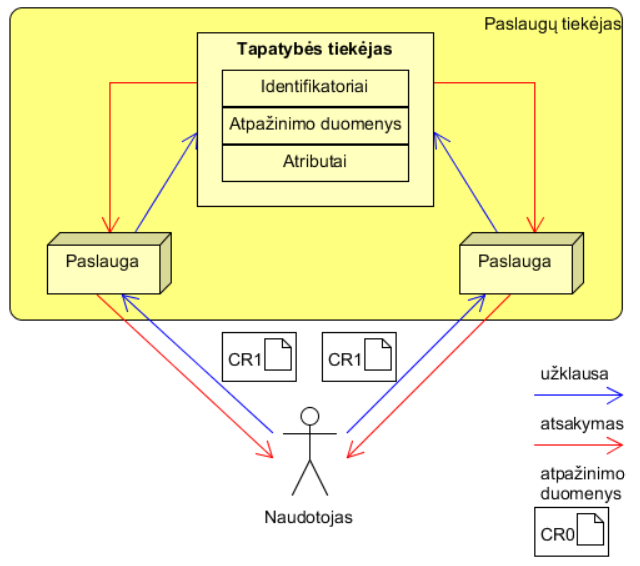 Paslaugų tiekėjas
Tapatybės tiekėjas
Identifikatoriai
Atpažinimo duomenys
Atributai
Paslauga
Paslauga
CR1
CR1
Naudotojas
užklausa
atsakymas
atpažinimo
duomenys
CR0